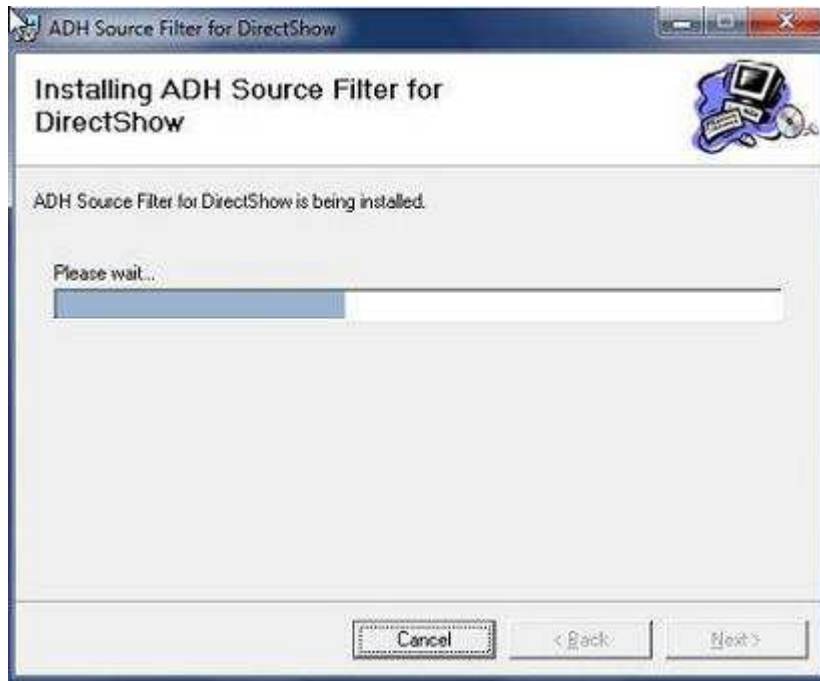 ADH Source Filter for DirectShow
Installing ADH Source Filter for
DirectShow
ADH Source Filter for DirectShow is being installed.
Please wait...
Cancel
< Back
Next >